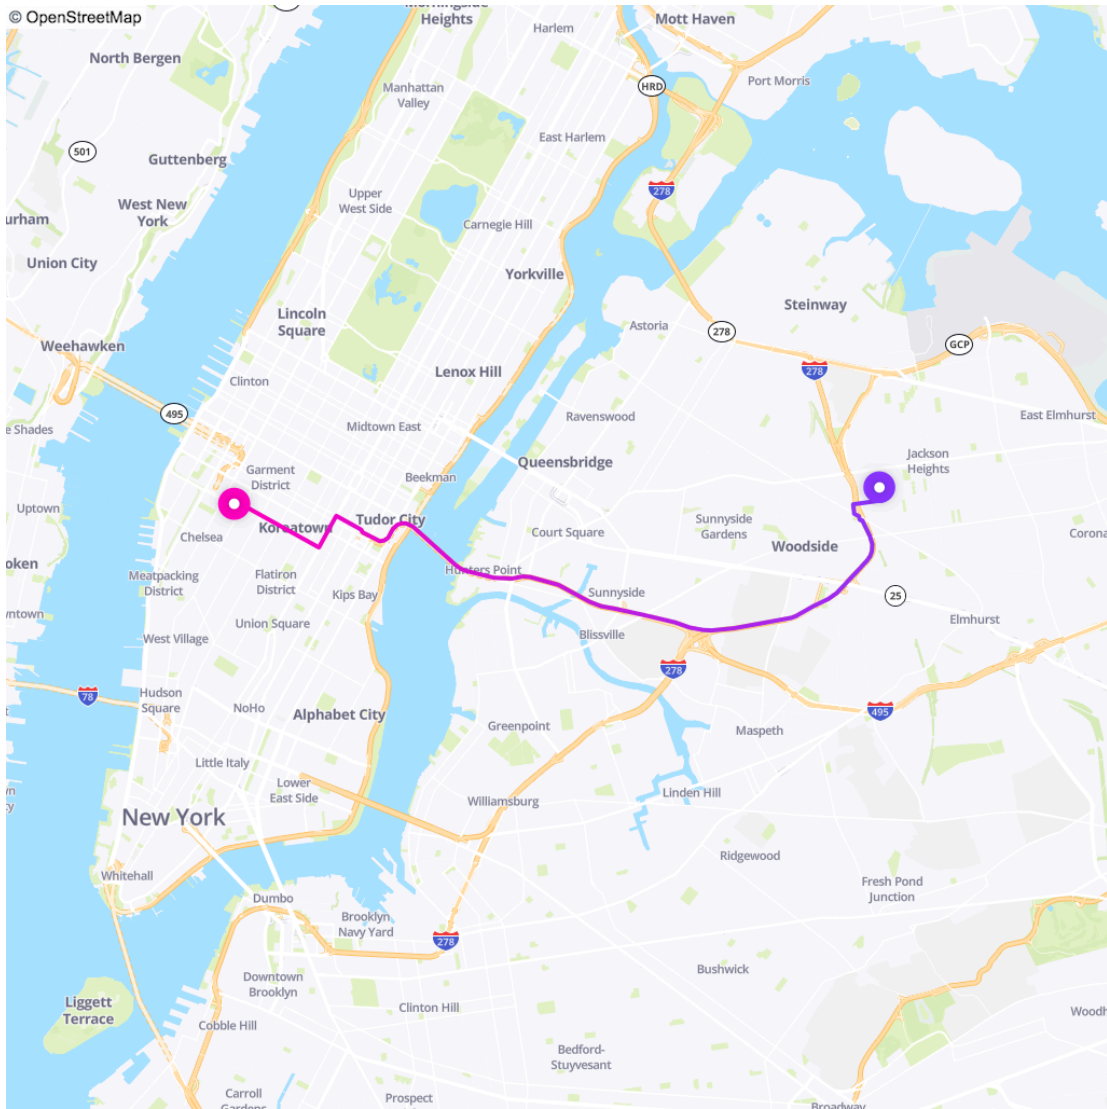 © OpenStreetMap
Heights
Mott Haven
Harlem
North Bergen
Port Morris
HRD
Manhattan
Valley
East Harlem
501
Guttenberg
278
Upper
West Side
West New
York
Carnegie Hill
Union City
Yorkville
Steinway
Lincoln
Square
Astoria
278
GCP
Weehawken
Lenox Hill
278
Clinton
495
Ravenswood
East Elmhurst
Midtown East
Jackson
Heights
Queensbridge
Garment
District
Beekman
Uptown
Tudor City
Sunnyside
Gardens
Chelsea
Koreatown
Court Square
Woodside
Corona
Hunters Point
Meatpacking
District
Flatiron
District
Kips Bay
Sunnyside
25
Union Square
Elmhurst
West Village
Blissville
278
78
Hudson
Square
NoHo
Alphabet City
495
Greenpoint
Maspeth
Little Italy
Lower
East Side
Linden Hill
Williamsburg
New York
Ridgewood
Whitehall
Fresh Pond
Junction
Dumbo
Brooklyn
Navy Yard
278
Bushwick
Downtown
Brooklyn
Liggett
Terrace
Clinton Hill
Cobble Hill
Bedford-
Stuyvesant
Carroll
Gardens
Prospect
Broadway